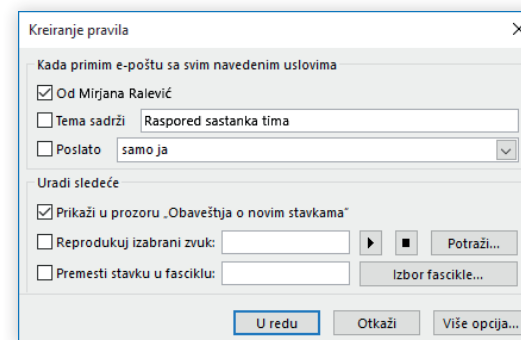 Kreiranje pravila
Kada primim e-poštu sa svim navedenim uslovima
Od Mirjana Ralević
Tema sadrži Raspored sastanka tima
Poslato samo ja
Uradi sledeće
Prikaži u prozoru „Obaveštnja o novim stavkama“
Reprodukuj izabrani zvuk: Potraži...
Premesti stavku u fasciklu: Izbor fascikle...
U redu Otkaži Više opcija...